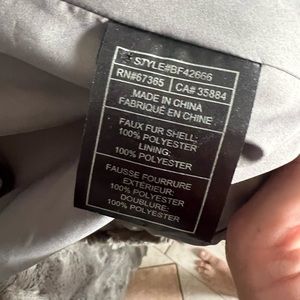 STYLE#BF42666
RN#67365 CA# 35884
MADE IN CHINA
FABRIQUÉ EN CHINE
FAUX FUR SHELL:
100% POLYESTER
LINING:
100% POLYESTER
FAUSSE FOURRURE
EXTERIEUR:
100% POLYESTER
DOUBLURE:
100% POLYESTER